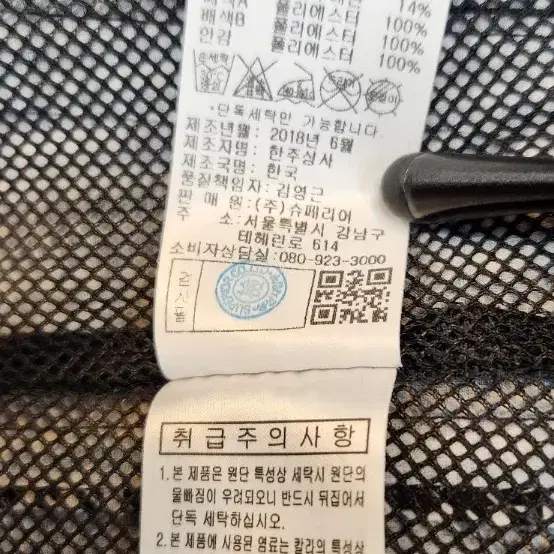 14%
배색B 폴리에스터 100%
안감 폴리에스터 100%
100%
*단독세탁만 가능합니다.
제조년월: 2018년 6월
제조자명: 한주상사
제조국명: 한국
품질책임자: 김영근
판 매 원: (주)슈페리어
주 소: 서울특별시 강남구
테헤란로 614
소비자상담실: 080-923-3000
취급주의사항
1. 본 제품은 원단 특성상 세탁시 원단의
물빠짐이 우려되오니 반드시 뒤집어서
단독 세탁하십시오.
2. 본 제품에 사용된 염료는 칼라의 특성상